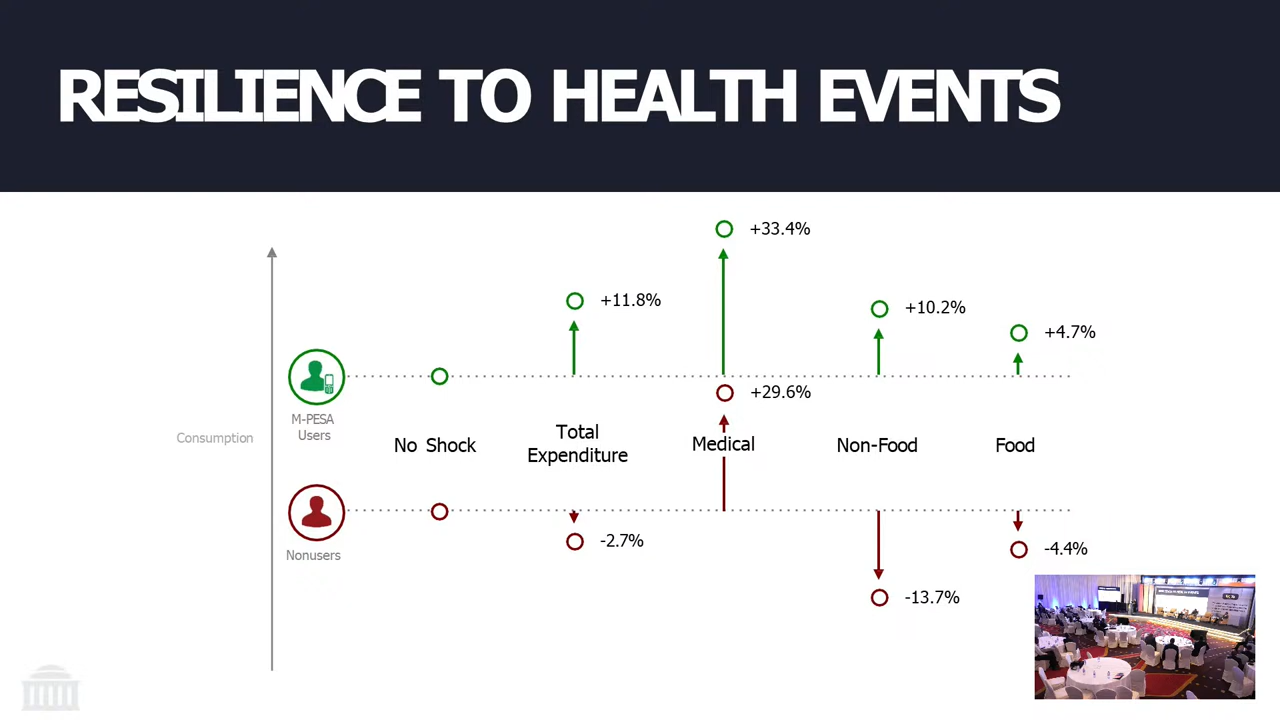 RESILIENCE TO HEALTH EVENTS
+33.4%
+11.8%
+10.2%
+4.7%
M-PESA
Users
+29.6%
Consumption
No Shock
Total
Expenditure
Medical
Non-Food
Food
Nonusers
-2.7%
-4.4%
-13.7%